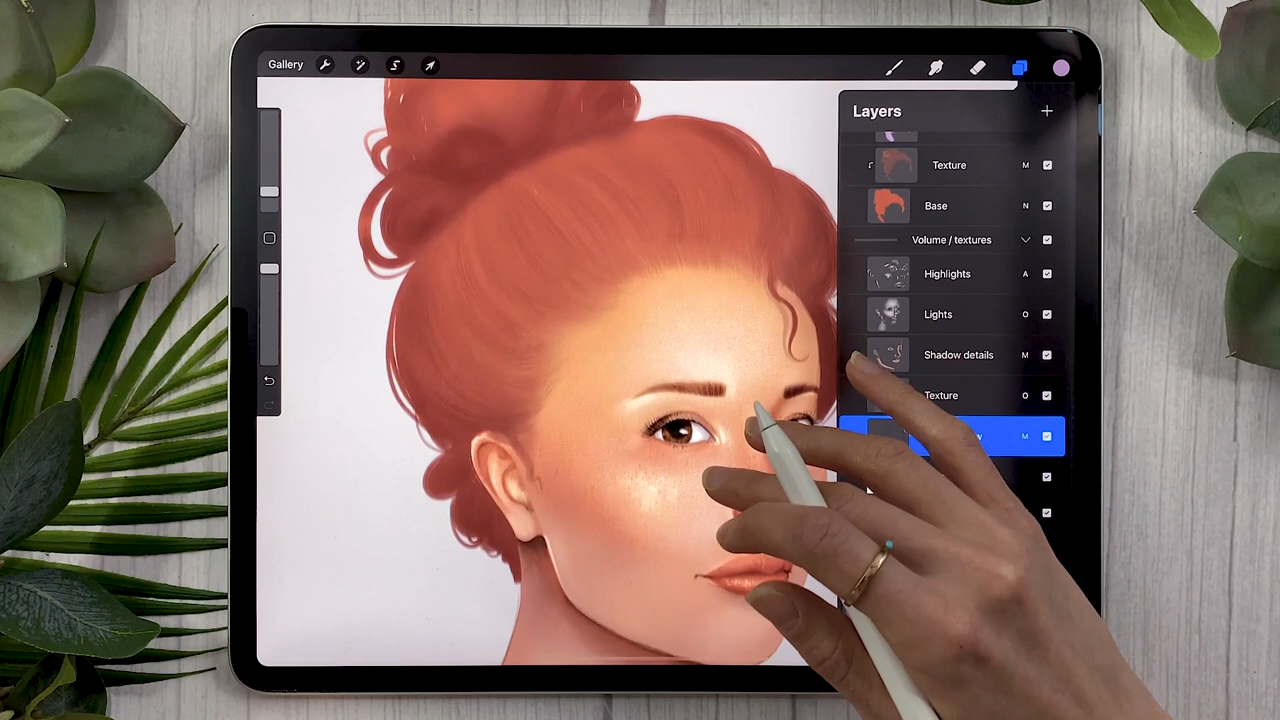 Gallery
Layers
Texture M
Base N
Volume / textures
Highlights A
Lights O
Shadow details M
Texture O
M